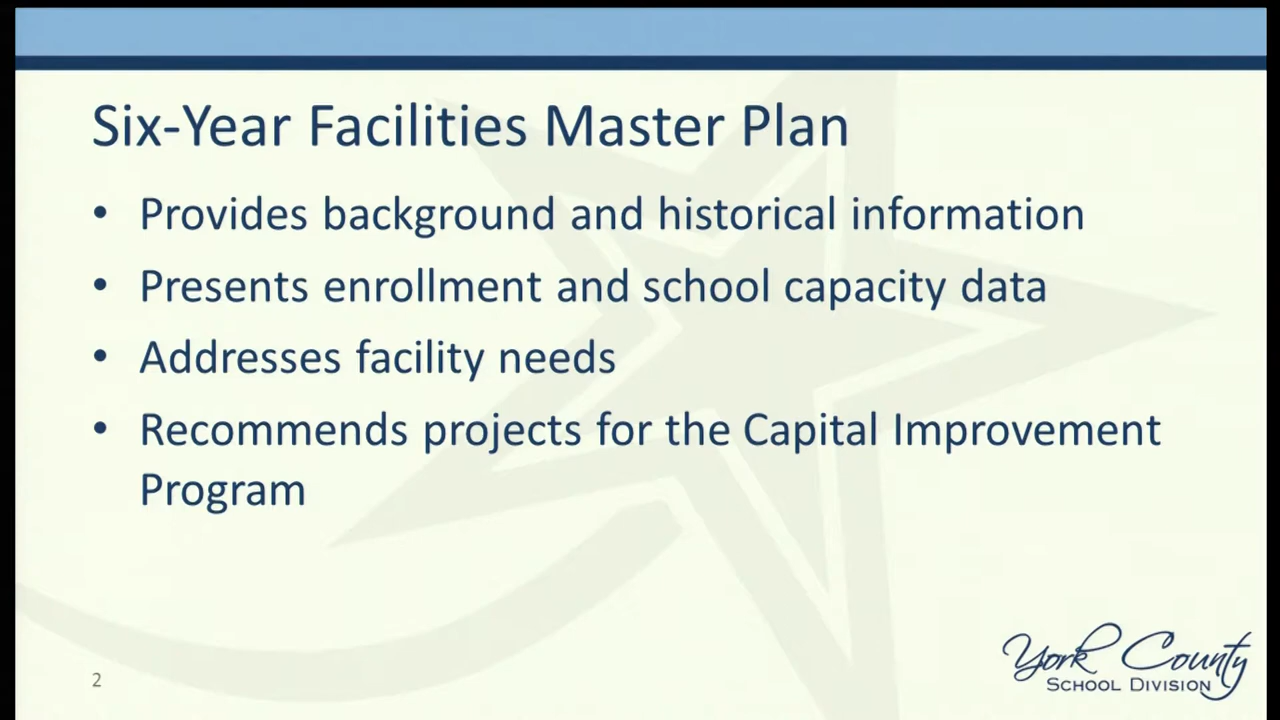 Six-Year Facilities Master Plan
• Provides background and historical information
• Presents enrollment and school capacity data
• Addresses facility needs
• Recommends projects for the Capital Improvement
Program
2
York County
SCHOOL DIVISION